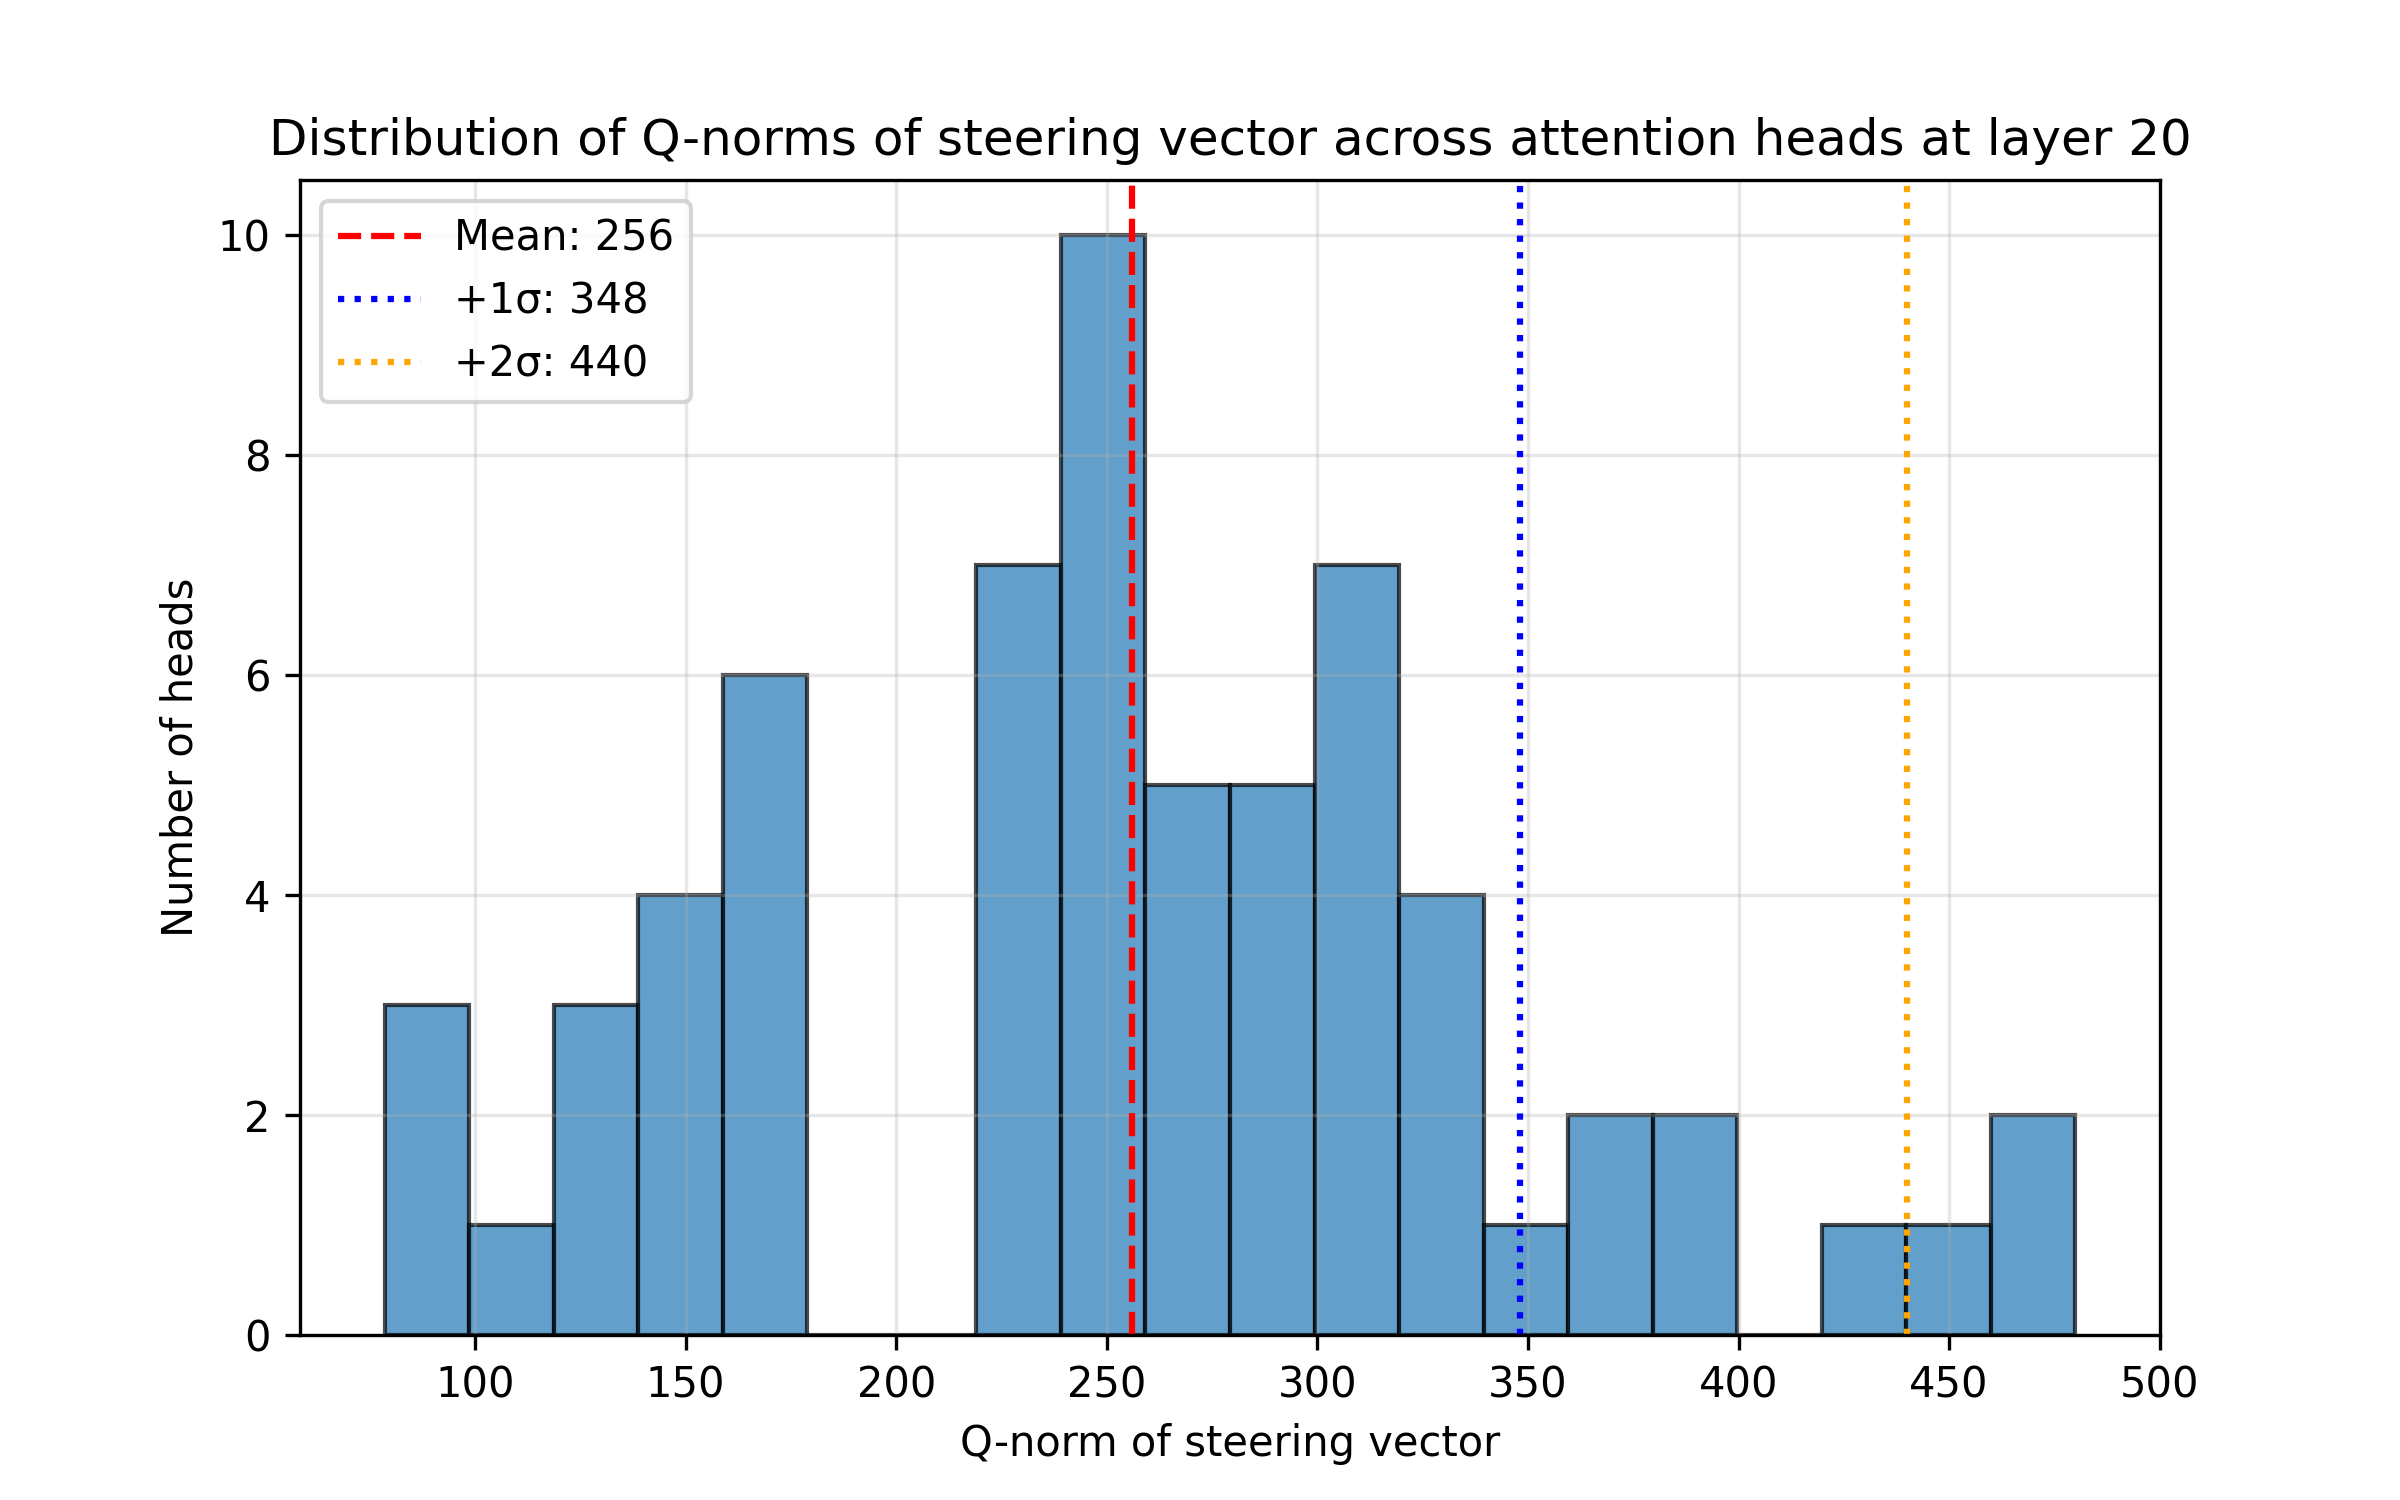 Distribution of Q-norms of steering vector across attention heads at layer 20
Mean: 256
+1σ: 348
+2σ: 440
Number of heads
10
8
6
4
2
0
100 150 200 250 300 350 400 450 500
Q-norm of steering vector